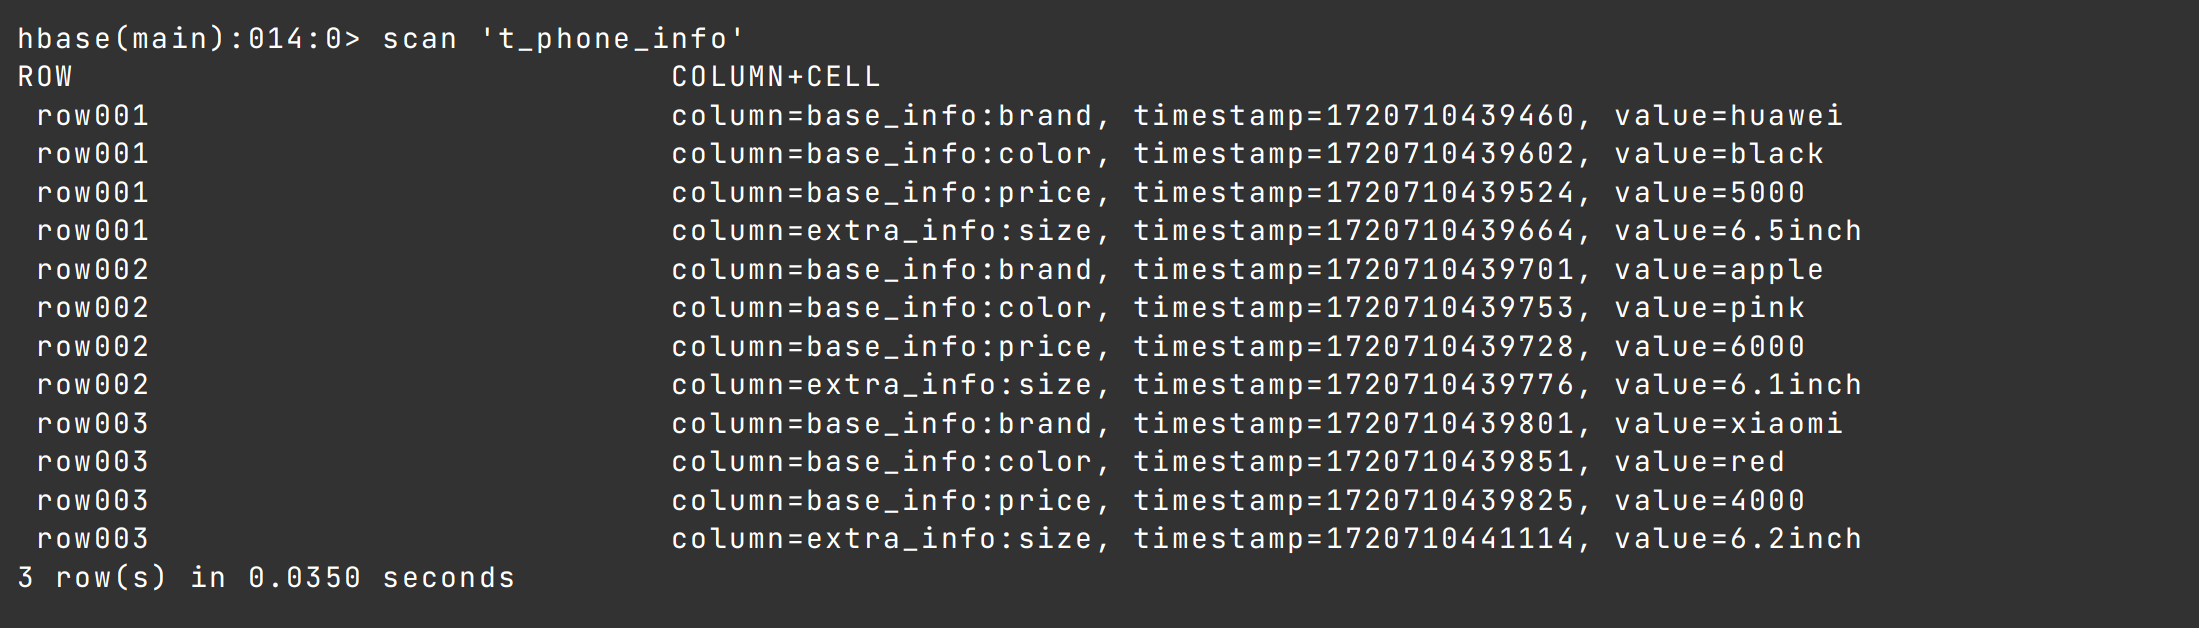 hbase(main):014:0> scan 't_phone_info'
ROW                               COLUMN+CELL
 row001                           column=base_info:brand, timestamp=1720710439460, value=huawei
 row001                           column=base_info:color, timestamp=1720710439602, value=black
 row001                           column=base_info:price, timestamp=1720710439524, value=5000
 row001                           column=extra_info:size, timestamp=1720710439664, value=6.5inch
 row002                           column=base_info:brand, timestamp=1720710439701, value=apple
 row002                           column=base_info:color, timestamp=1720710439753, value=pink
 row002                           column=base_info:price, timestamp=1720710439728, value=6000
 row002                           column=extra_info:size, timestamp=1720710439776, value=6.1inch
 row003                           column=base_info:brand, timestamp=1720710439801, value=xiaomi
 row003                           column=base_info:color, timestamp=1720710439851, value=red
 row003                           column=base_info:price, timestamp=1720710439825, value=4000
 row003                           column=extra_info:size, timestamp=1720710441114, value=6.2inch
3 row(s) in 0.0350 seconds